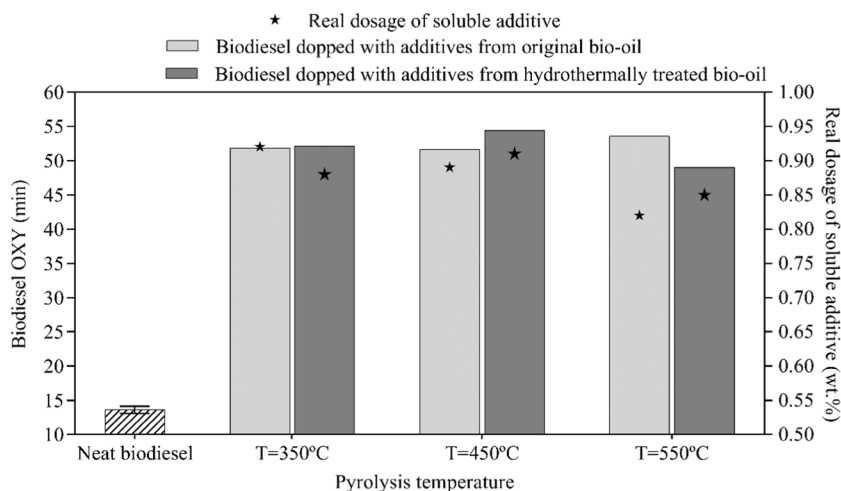 ★ Real dosage of soluble additive
Biodiesel dopped with additives from original bio-oil
Biodiesel dopped with additives from hydrothermally treated bio-oil
60
55
50
45
40
35
30
25
20
15
10
Biodiesel OXY (min)
1.00
0.95
0.90
0.85
0.80
0.75
0.70
0.65
0.60
0.55
0.50
Real dosage
of soluble additive (wt.%)
Neat biodiesel
T=350ºC
T=450ºC
T=550ºC
Pyrolysis temperature